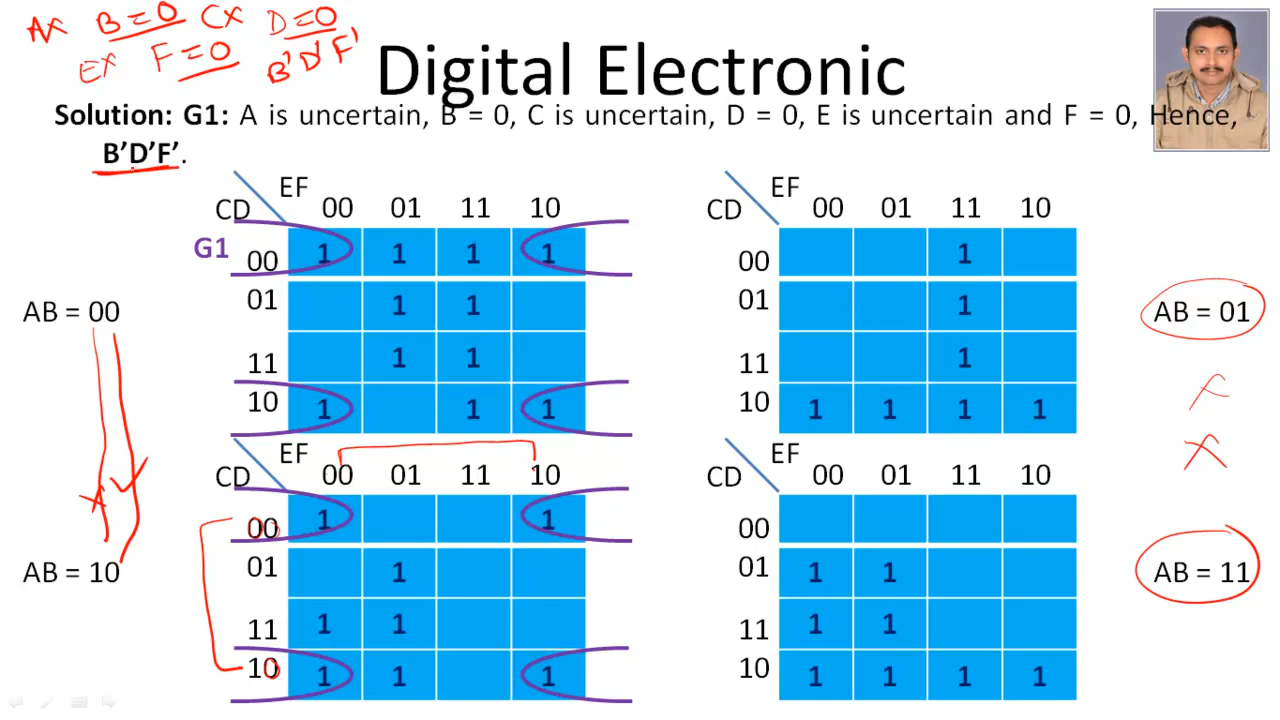 AX B=0 CX D=0
EX F=0 B'D'F'
Digital Electronic
Solution: G1: A is uncertain, B = 0, C is uncertain, D = 0, E is uncertain and F = 0, Hence,
B’D’F’.
EF
CD 00 01 11 10
G1 00 1 1 1 1
01 1 1
11 1 1
10 1 1 1
AB = 00
EF
CD 00 01 11 10
00 1
01 1
11 1
10 1 1 1 1
AB = 01
X
X
EF
CD 00 01 11 10
00 1 1
01 1
11 1 1
10 1 1 1
AB = 10
EF
CD 00 01 11 10
00
01 1 1
11 1 1
10 1 1 1 1
AB = 11